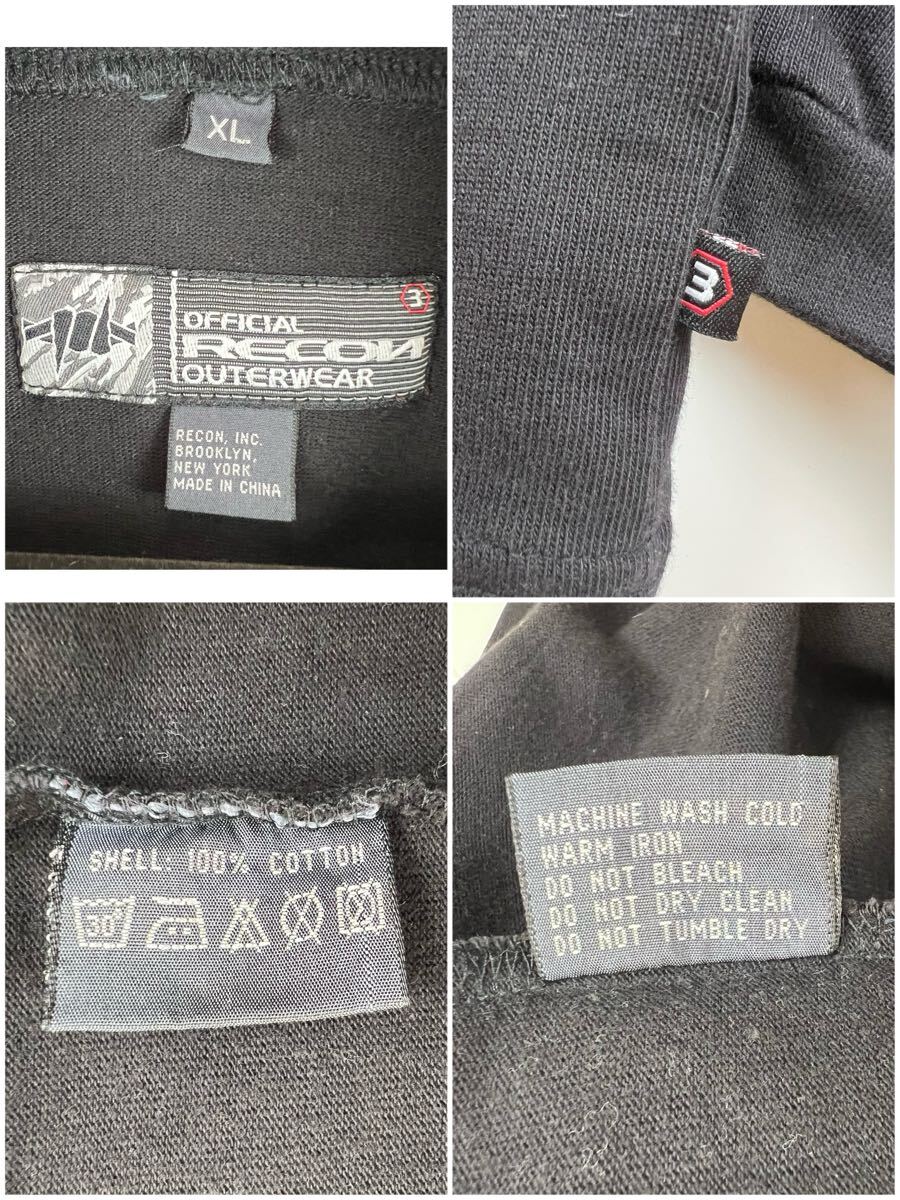 XL
3
OFFICIAL
RECON
OUTERWEAR
RECON, INC.
BROOKLYN,
NEW YORK
MADE IN CHINA
3
SHELL: 100% COTTON
30°
MACHINE WASH COLD
WARM IRON
DO NOT BLEACH
DO NOT DRY CLEAN
DO NOT TUMBLE DRY